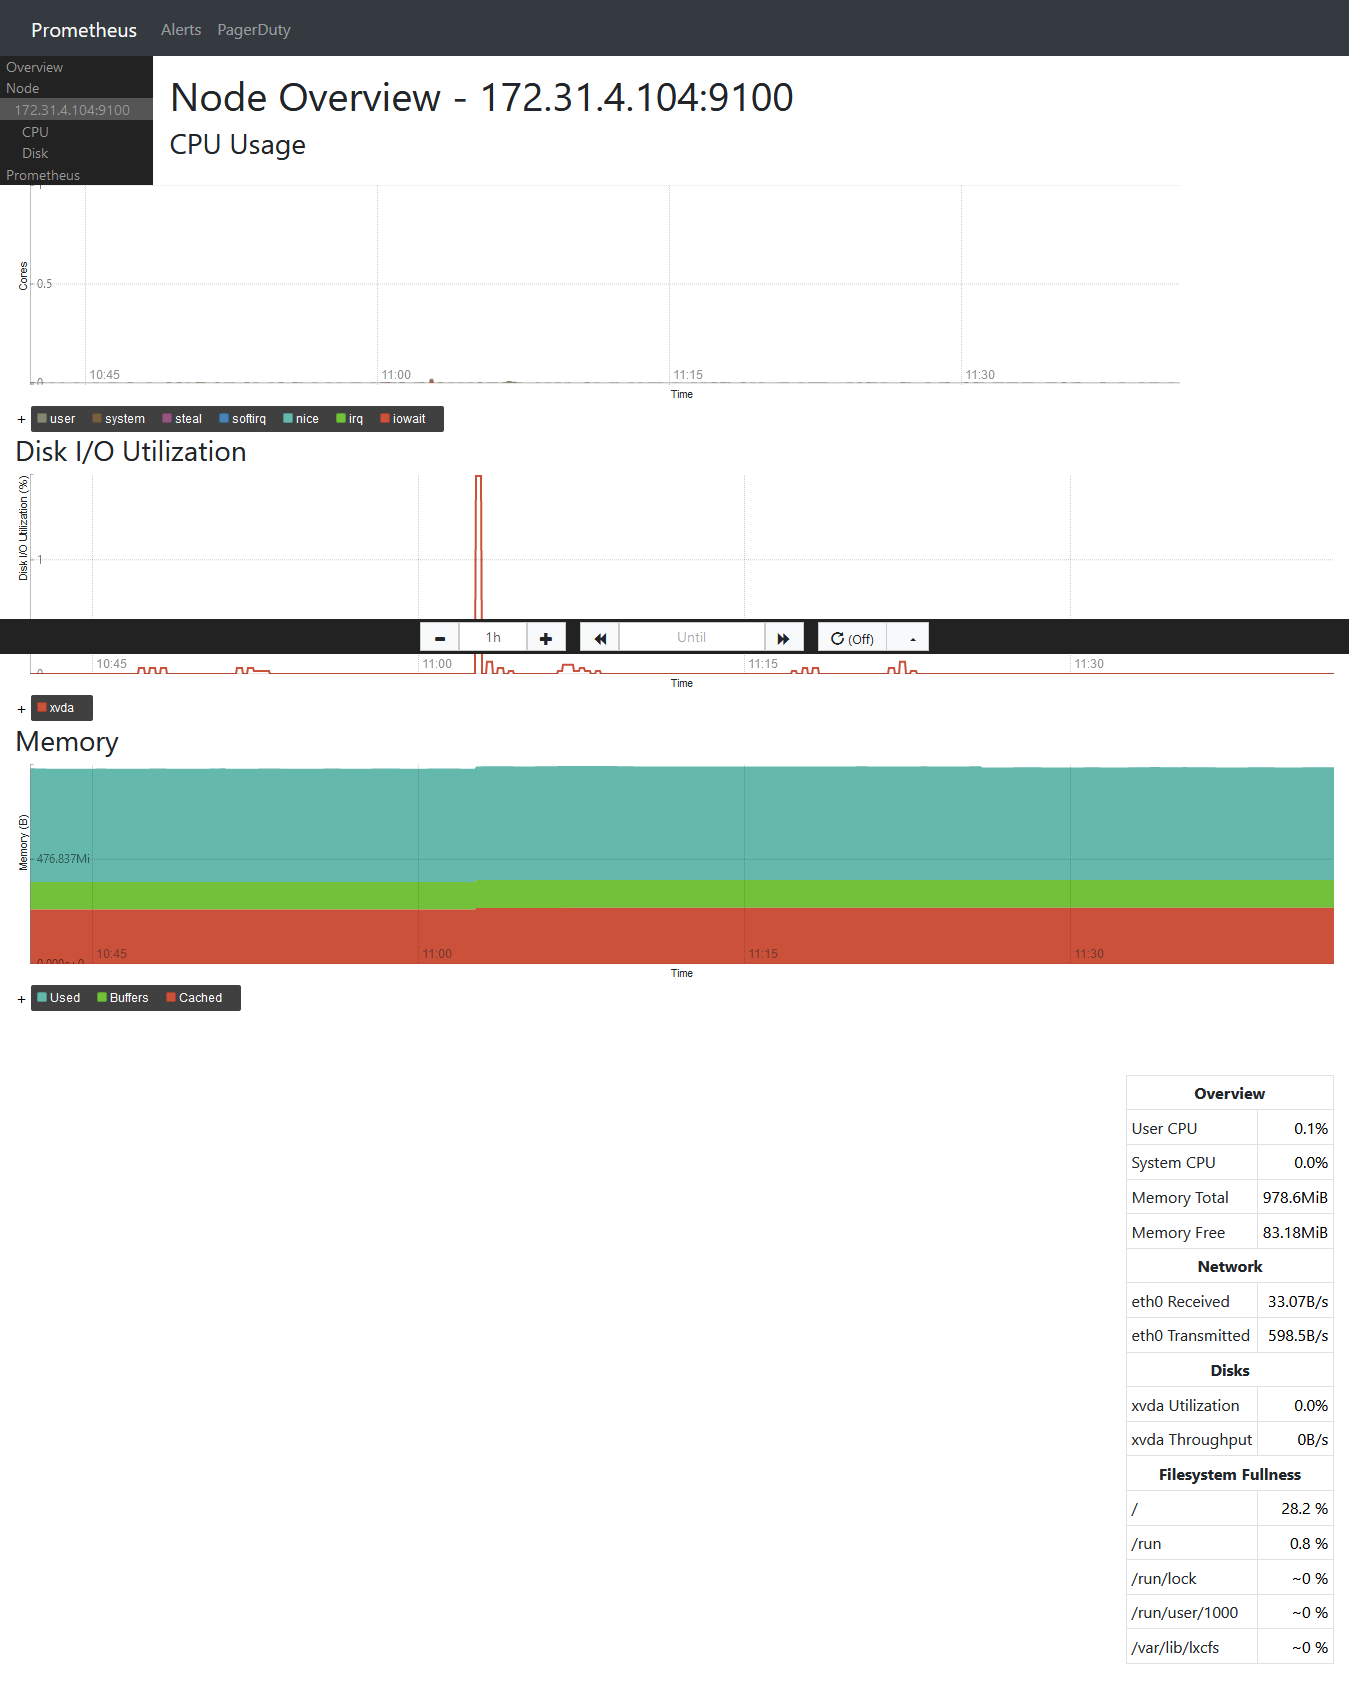 Prometheus Alerts PagerDuty
Overview
Node
172.31.4.104:9100
CPU
Disk
Prometheus
Node Overview - 172.31.4.104:9100
CPU Usage
Cores
0.5
0
10:45 11:00 11:15 11:30
Time
+ user system steal softirq nice irq iowait
Disk I/O Utilization
Disk I/O Utilization (%)
1
1h Until (Off)
0
10:45 11:00 11:15 11:30
Time
+ xvda
Memory
Memory (B)
476.837Mi
0.000e+0
10:45 11:00 11:15 11:30
Time
+ Used Buffers Cached
Overview
User CPU 0.1%
System CPU 0.0%
Memory Total 978.6MiB
Memory Free 83.18MiB
Network
eth0 Received 33.07B/s
eth0 Transmitted 598.5B/s
Disks
xvda Utilization 0.0%
xvda Throughput 0B/s
Filesystem Fullness
/ 28.2 %
/run 0.8 %
/run/lock ~0 %
/run/user/1000 ~0 %
/var/lib/lxcfs ~0 %